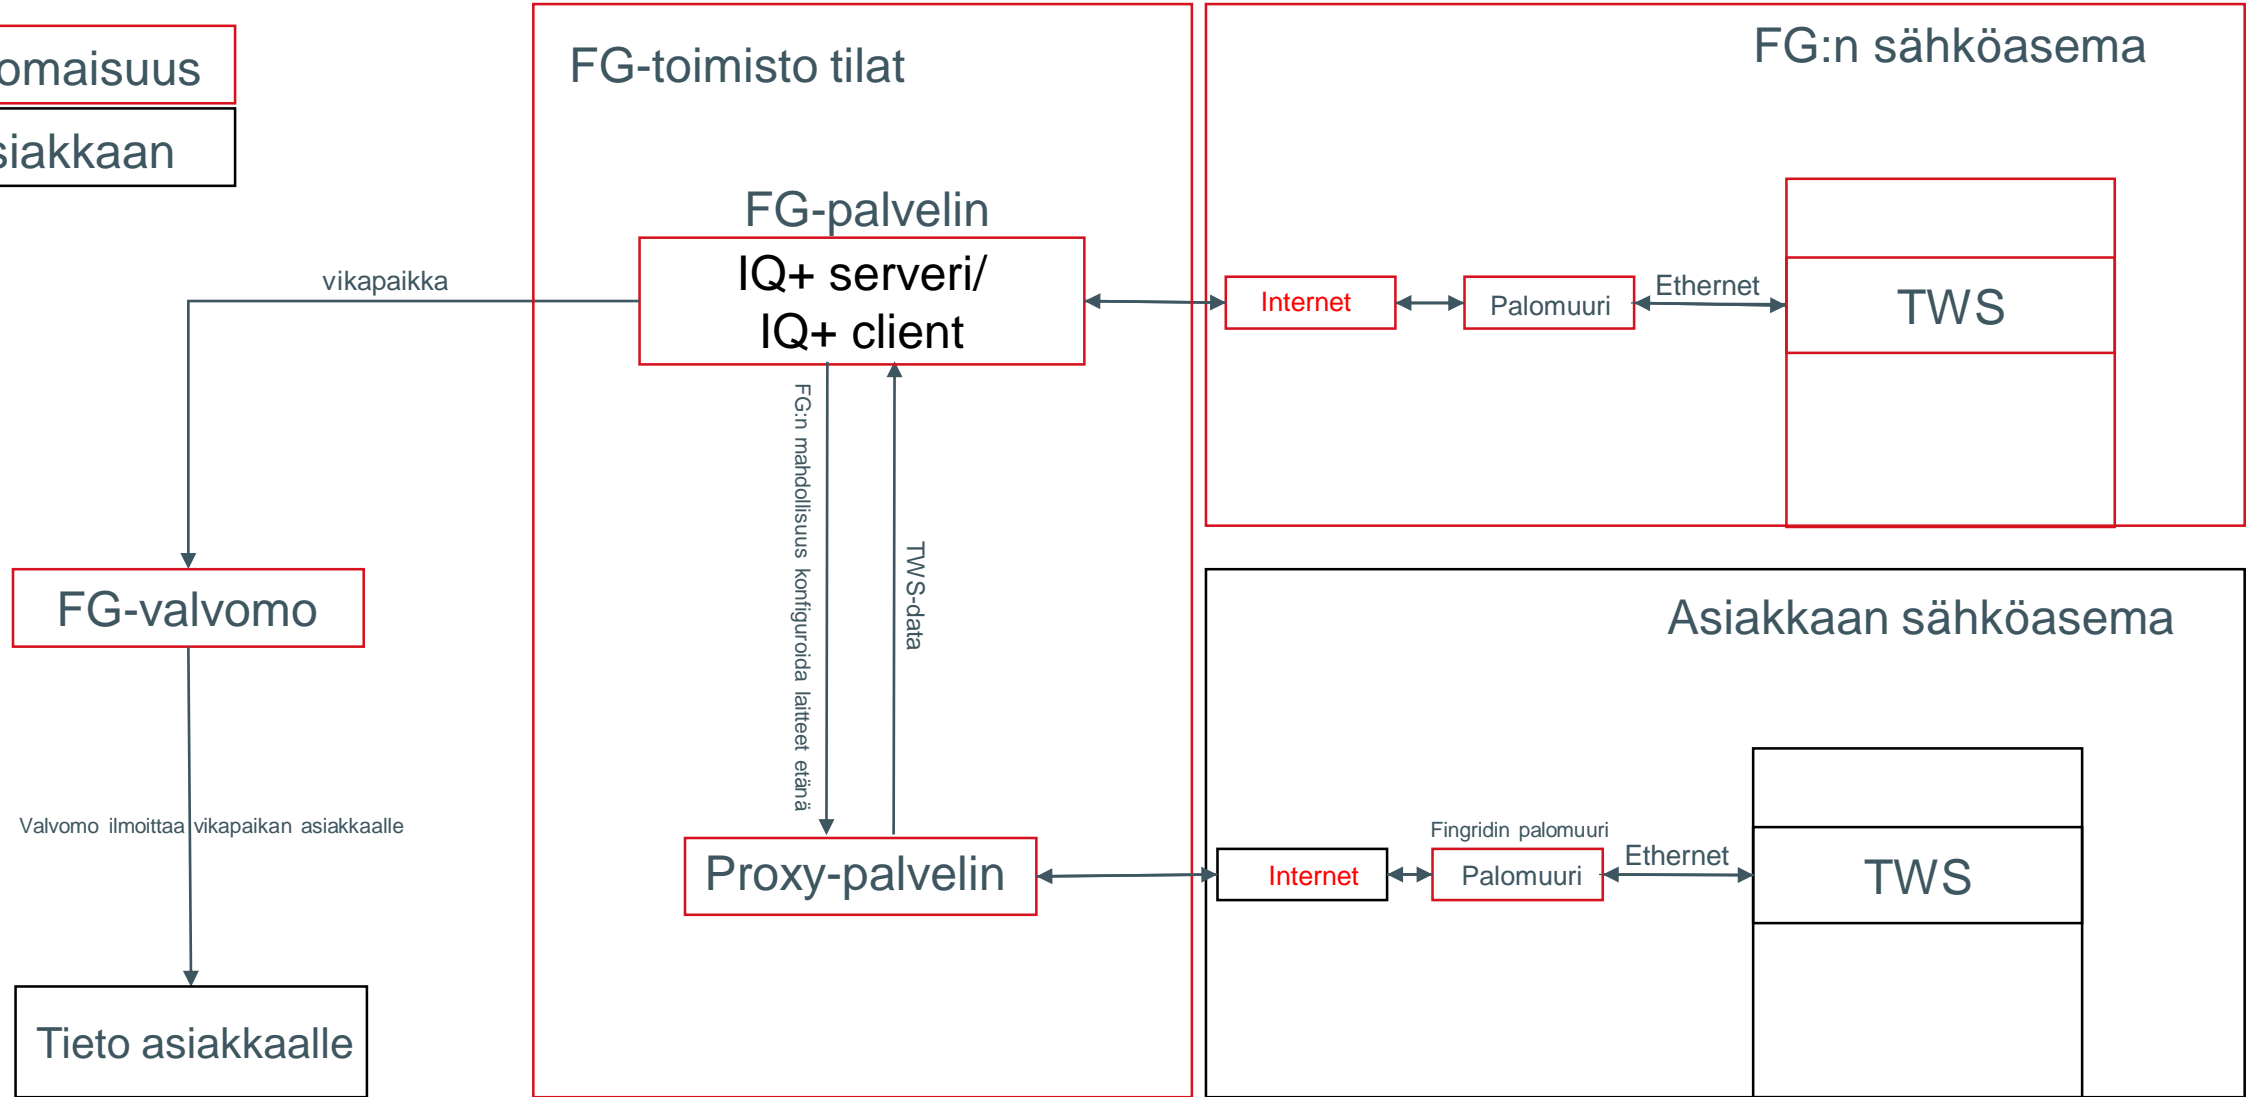 omaisuus
siakkaan
FG-toimisto tilat
FG:n sähköasema
FG-palvelin
IQ+ serveri/
IQ+ client
vikapaikka
Internet
Palomuuri
Ethernet
TWS
FG:n mahdollisuus konfiguroida laitteet etänä
TWS-data
FG-valvomo
Valvomo ilmoittaa vikapaikan asiakkaalle
Tieto asiakkaalle
Proxy-palvelin
Asiakkaan sähköasema
Internet
Fingridin palomuuri
Palomuuri
Ethernet
TWS